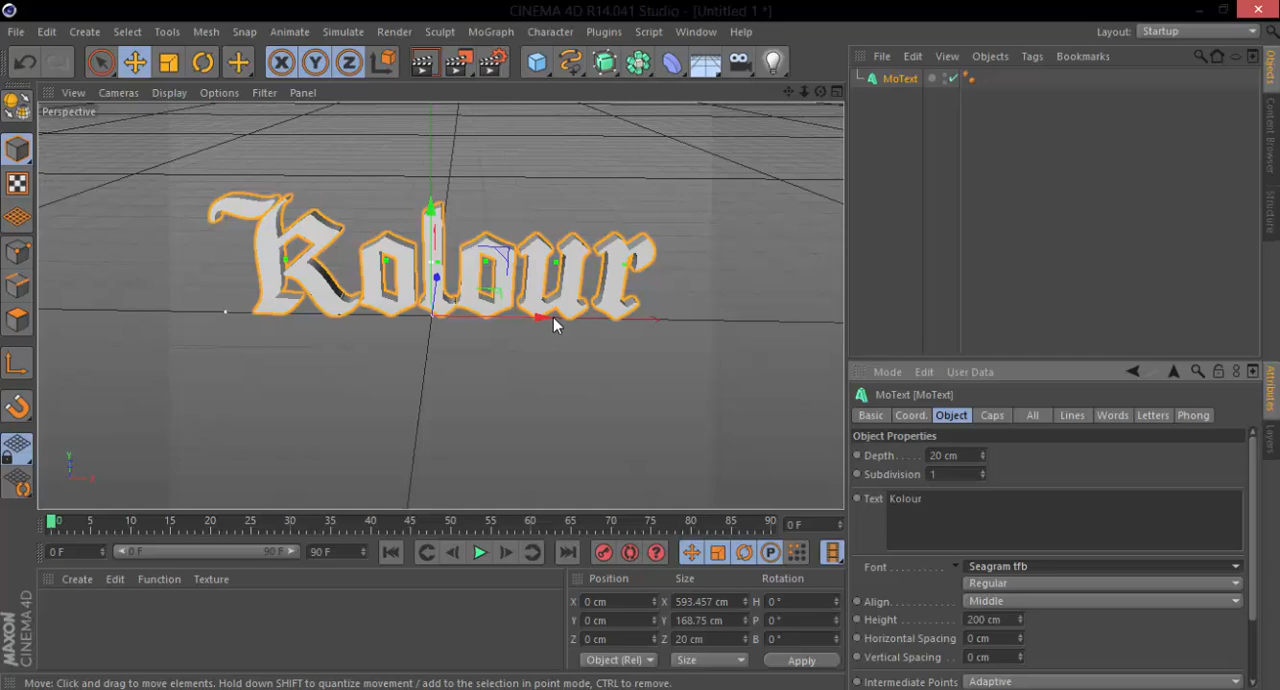 CINEMA 4D R14.041 Studio - [Untitled 1 *]
File Edit Create Select Tools Mesh Snap Animate Simulate Render Sculpt MoGraph Character Plugins Script Window Help Layout: Startup
View Cameras Display Options Filter Panel
Perspective
Kolour
Y
X
File Edit View Objects Tags Bookmarks
MoText
Objects
Content Browser
Structure
Mode Edit User Data
MoText [MoText]
Basic Coord. Object Caps All Lines Words Letters Phong
Object Properties
Depth 20 cm
Subdivision 1
Text Kolour
Font Seagram tfb
Regular
Align Middle
Height 200 cm
Horizontal Spacing 0 cm
Vertical Spacing 0 cm
Intermediate Points Adaptive
Attributes
Layers
0 5 10 15 20 25 30 35 40 45 50 55 60 65 70 75 80 85 90 0 F
0 F 0 F 90 F 90 F
Create Edit Function Texture
Position Size Rotation
X 0 cm X 593.457 cm H 0 °
Y 0 cm Y 168.75 cm P 0 °
Z 0 cm Z 20 cm B 0 °
Object (Rel) Size Apply
MAXON CINEMA 4D
Move: Click and drag to move elements. Hold down SHIFT to quantize movement / add to the selection in point mode, CTRL to remove.